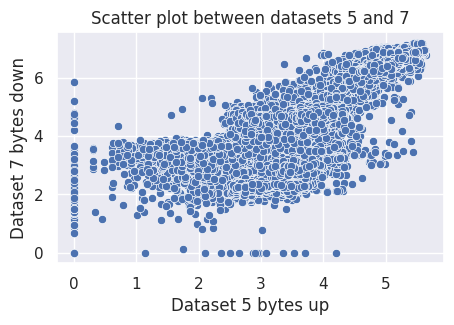 Scatter plot between datasets 5 and 7
Dataset 7 bytes down
6
4
2
0
0 1 2 3 4 5
Dataset 5 bytes up